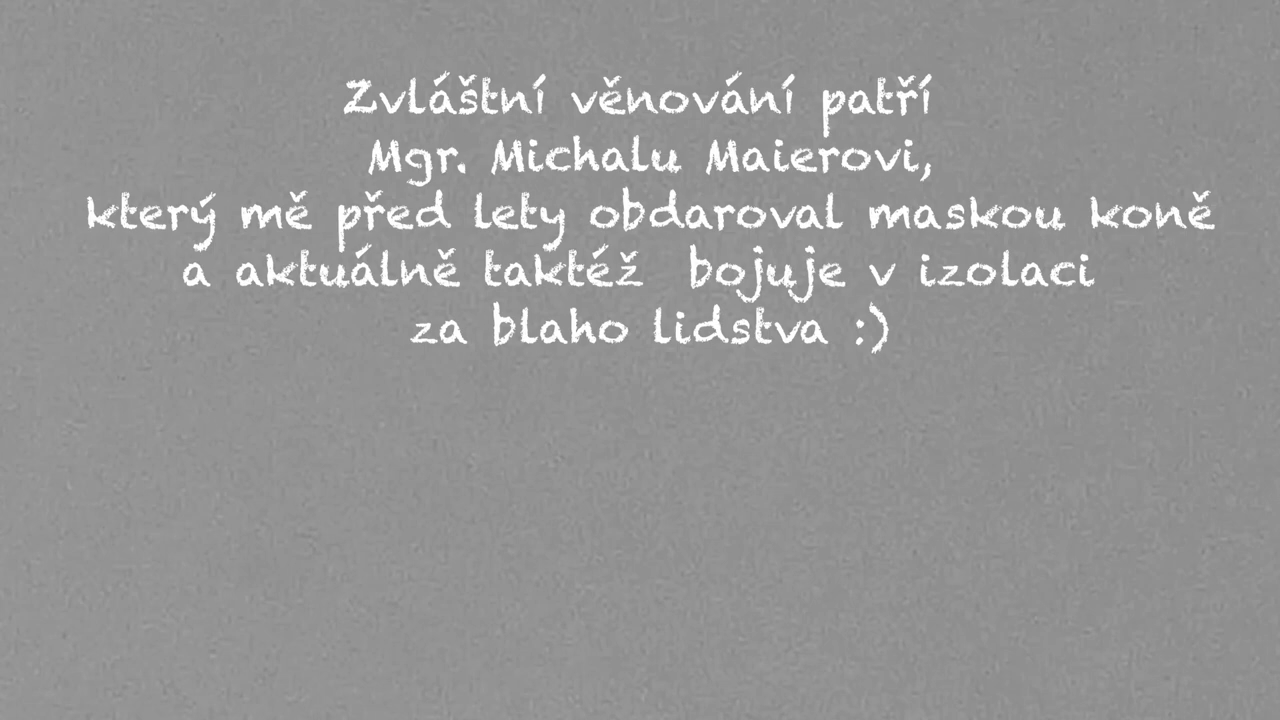 Zvláštní věnování patří
Mgr. Michalu Maierovi,
který mě před lety obdaroval maskou koně
a aktuálně taktéž bojuje v izolaci
za blaho lidstva :)